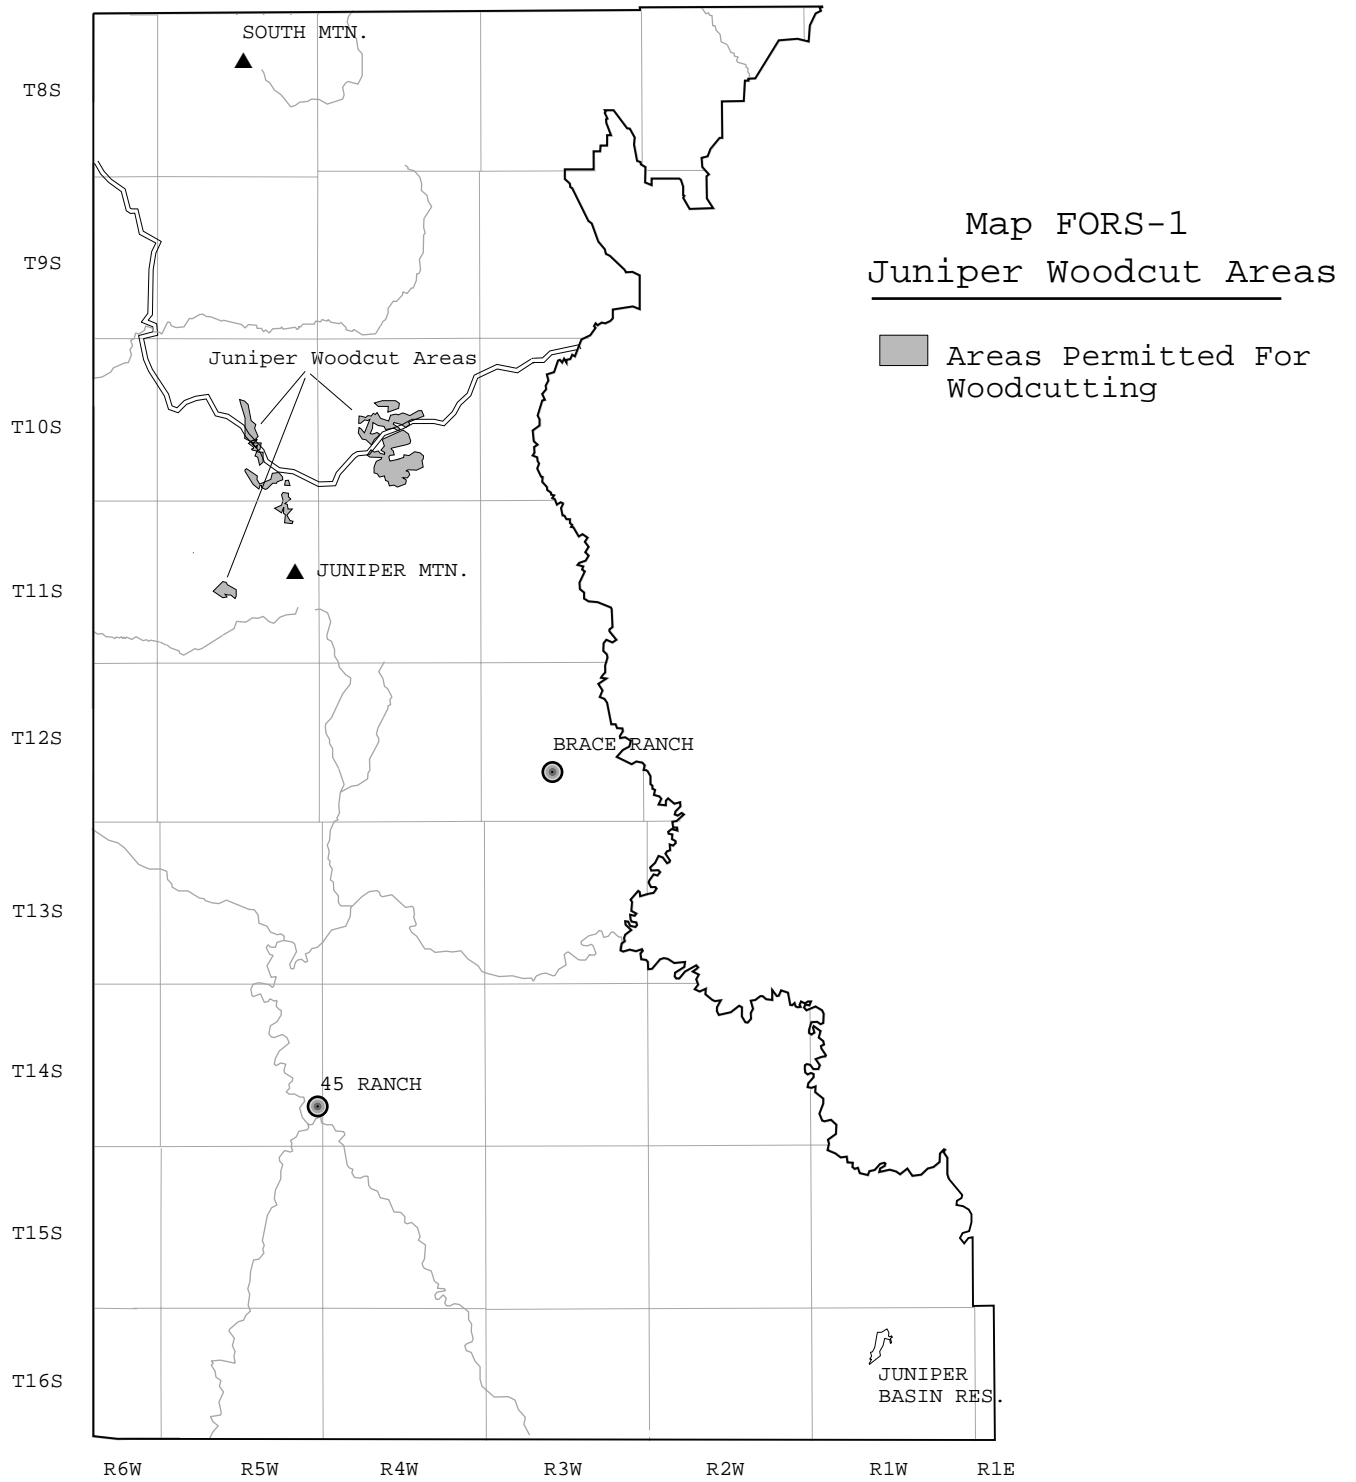 SOUTH MTN.
T8S
Map FORS-1
Juniper Woodcut Areas
T9S
Areas Permitted For
Woodcutting
Juniper Woodcut Areas
T10S
JUNIPER MTN.
T11S
T12S
BRACE RANCH
T13S
T14S
45 RANCH
T15S
T16S
JUNIPER
BASIN RES.
R6W R5W R4W R3W R2W R1W R1E